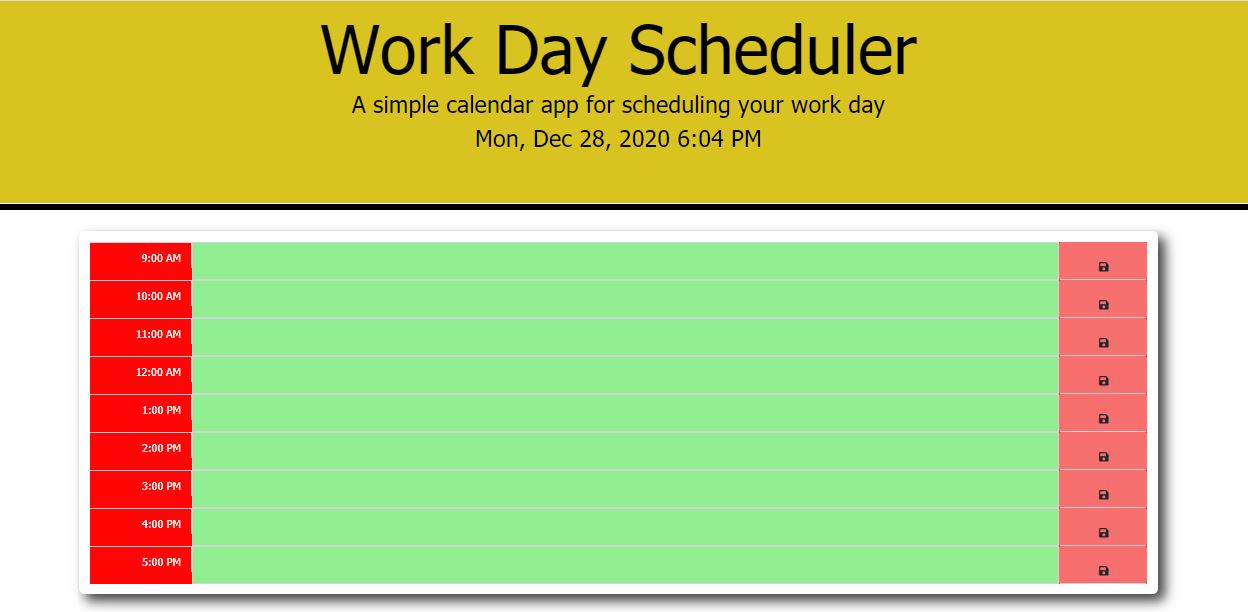 Work Day Scheduler
A simple calendar app for scheduling your work day
Mon, Dec 28, 2020 6:04 PM
9:00 AM
10:00 AM
11:00 AM
12:00 AM
1:00 PM
2:00 PM
3:00 PM
4:00 PM
5:00 PM